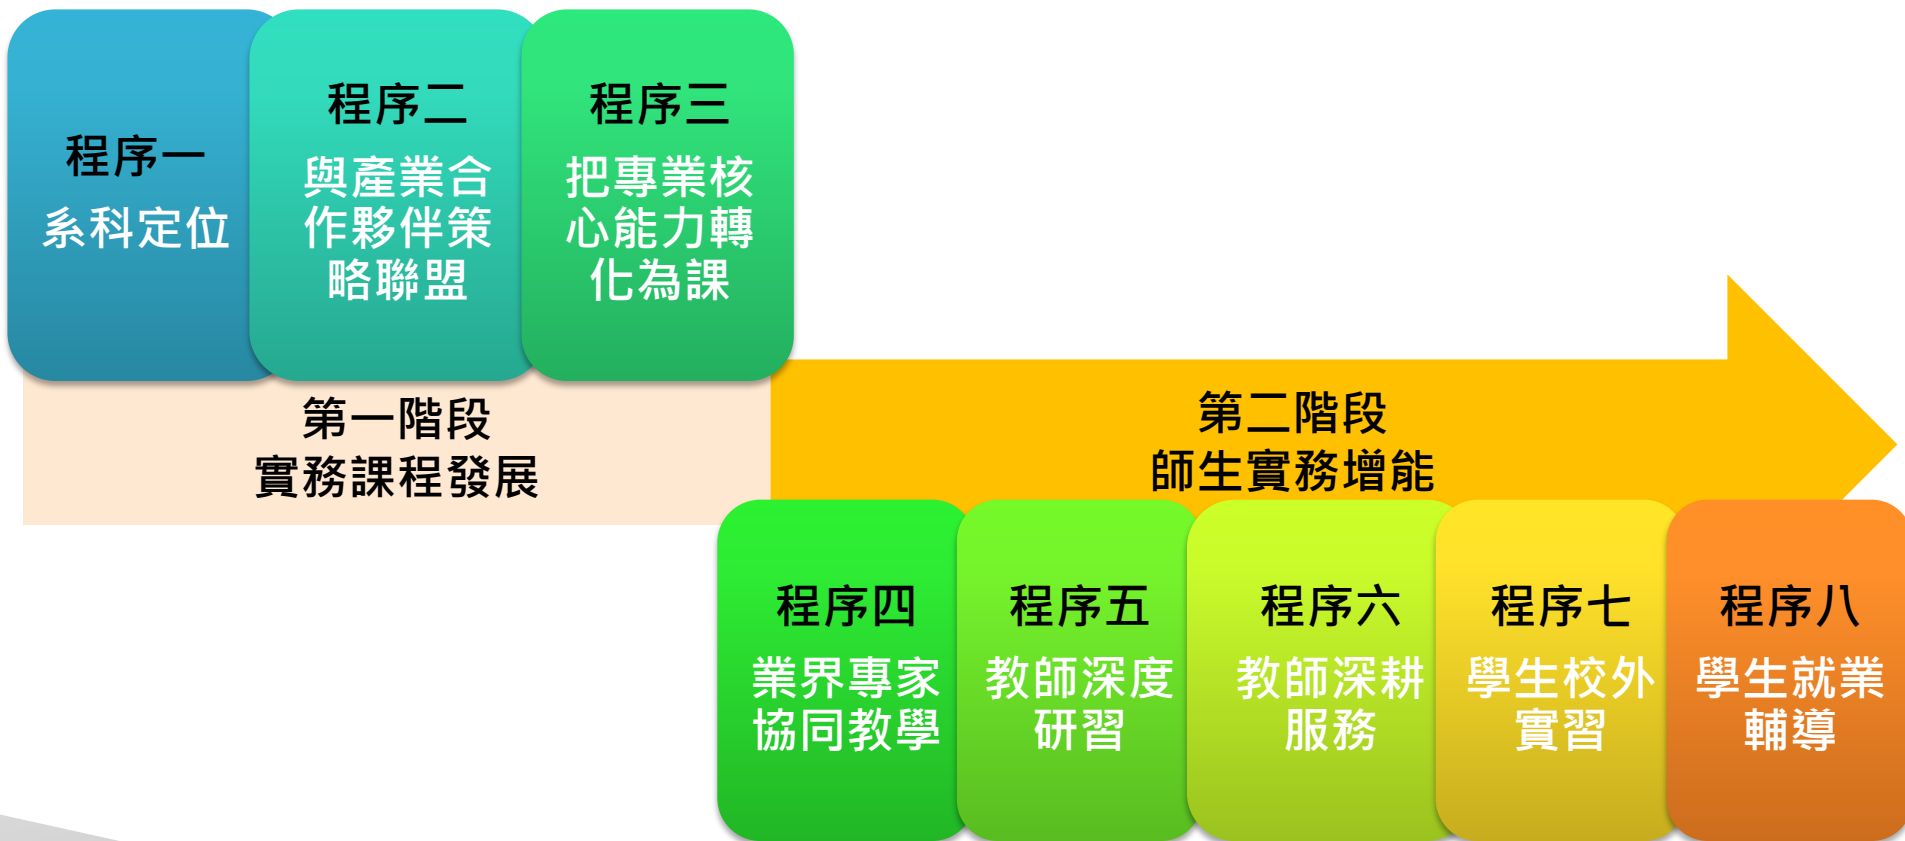 程序一
系科定位
程序二
與產業合
作夥伴策
略聯盟
程序三
把專業核
心能力轉
化為課
第一階段
實務課程發展
第二階段
師生實務增能
程序四
業界專家
協同教學
程序五
教師深度
研習
程序六
教師深耕
服務
程序七
學生校外
實習
程序八
學生就業
輔導